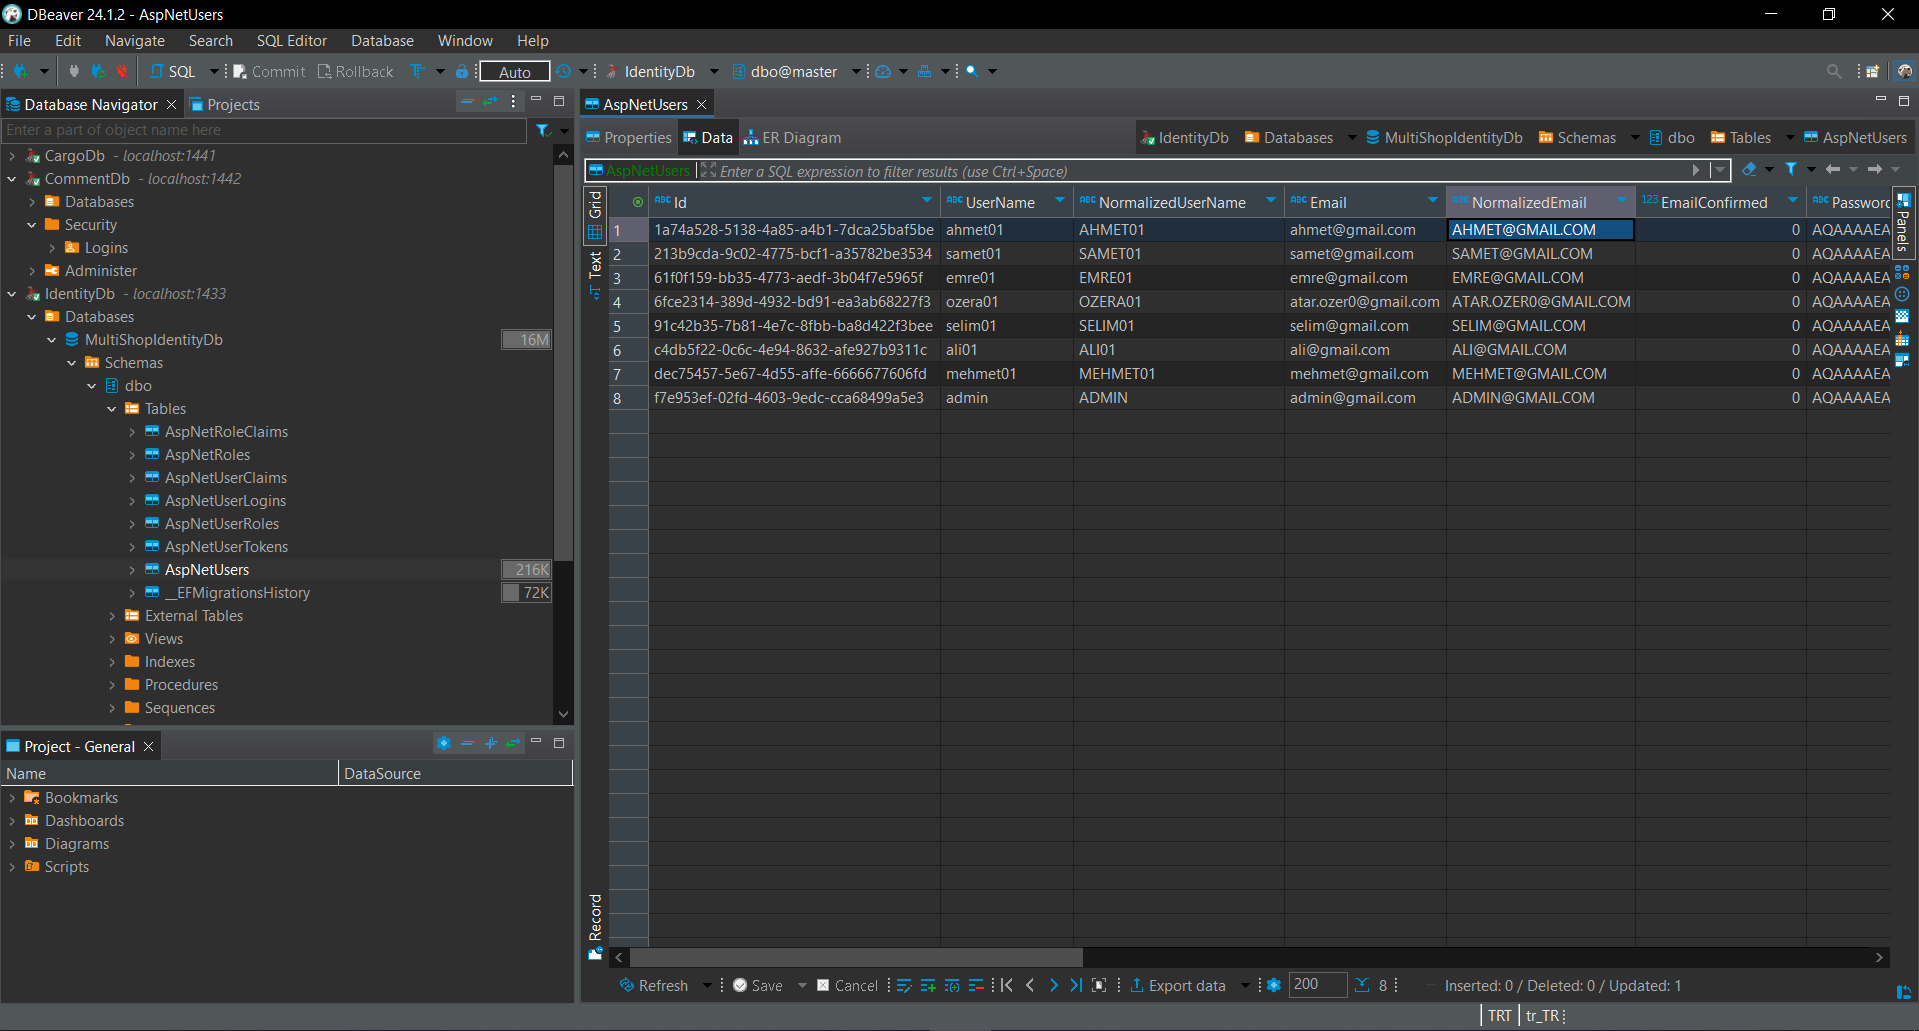 DBeaver 24.1.2 - AspNetUsers
File Edit Navigate Search SQL Editor Database Window Help
SQL Commit Rollback Auto IdentityDb dbo@master
Database Navigator Projects
Enter a part of object name here
CargoDb - localhost:1441
CommentDb - localhost:1442
Databases
Security
Logins
Administer
IdentityDb - localhost:1433
Databases
MultiShopIdentityDb 16M
Schemas
dbo
Tables
AspNetRoleClaims
AspNetRoles
AspNetUserClaims
AspNetUserLogins
AspNetUserRoles
AspNetUserTokens
AspNetUsers 216K
__EFMigrationsHistory 72K
External Tables
Views
Indexes
Procedures
Sequences
Project - General
Name DataSource
Bookmarks
Dashboards
Diagrams
Scripts
AspNetUsers
Properties Data ER Diagram IdentityDb Databases MultiShopIdentityDb Schemas dbo Tables AspNetUsers
AspNetUsers Enter a SQL expression to filter results (use Ctrl+Space)
Grid
Text
Record
Panels
ABC Id ABC UserName ABC NormalizedUserName ABC Email ABC NormalizedEmail 123 EmailConfirmed ABC Password
1 1a74a528-5138-4a85-a4b1-7dca25baf5be ahmet01 AHMET01 ahmet@gmail.com AHMET@GMAIL.COM 0 AQAAAAEA
2 213b9cda-9c02-4775-bcf1-a35782be3534 samet01 SAMET01 samet@gmail.com SAMET@GMAIL.COM 0 AQAAAAEA
3 61f0f159-bb35-4773-aedf-3b04f7e5965f emre01 EMRE01 emre@gmail.com EMRE@GMAIL.COM 0 AQAAAAEA
4 6fce2314-389d-4932-bd91-ea3ab68227f3 ozera01 OZERA01 atar.ozer0@gmail.com ATAR.OZER0@GMAIL.COM 0 AQAAAAEA
5 91c42b35-7b81-4e7c-8fbb-ba8d422f3bee selim01 SELIM01 selim@gmail.com SELIM@GMAIL.COM 0 AQAAAAEA
6 c4db5f22-0c6c-4e94-8632-afe927b9311c ali01 ALI01 ali@gmail.com ALI@GMAIL.COM 0 AQAAAAEA
7 dec75457-5e67-4d55-affe-6666677606fd mehmet01 MEHMET01 mehmet@gmail.com MEHMET@GMAIL.COM 0 AQAAAAEA
8 f7e953ef-02fd-4603-9edc-cca68499a5e3 admin ADMIN admin@gmail.com ADMIN@GMAIL.COM 0 AQAAAAEA
Refresh Save Cancel Export data 200 8 Inserted: 0 / Deleted: 0 / Updated: 1
TRT tr_TR